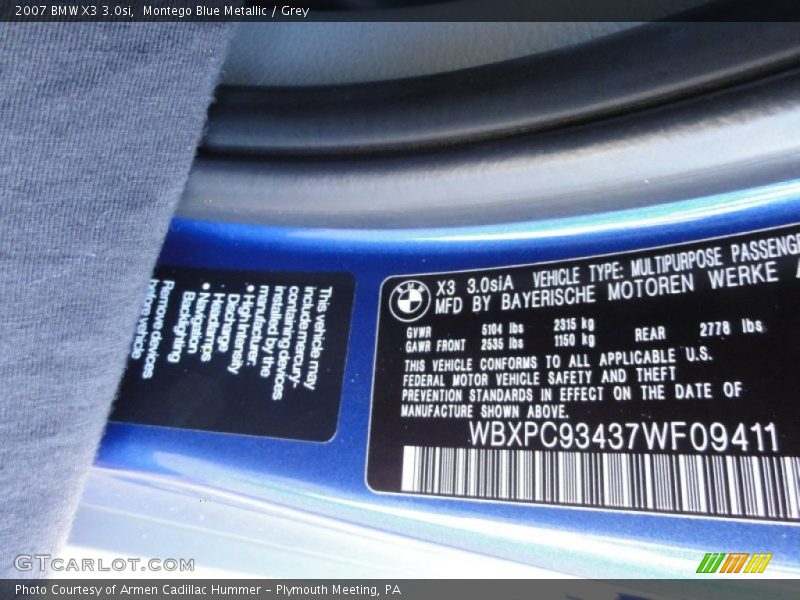 2007 BMW X3 3.0si, Montego Blue Metallic / Grey
This vehicle may
include mercury-
containing devices
installed by the
manufacturer:
• High Intensity
Discharge
Headlamps
• Navigation
Backlighting
Remove devices
before vehicle
BMW
X3 3.0siA VEHICLE TYPE: MULTIPURPOSE PASSENGE
MFD BY BAYERISCHE MOTOREN WERKE
GVWR 5104 lbs 2315 kg
GAWR FRONT 2535 lbs 1150 kg REAR 2778 lbs
THIS VEHICLE CONFORMS TO ALL APPLICABLE U.S.
FEDERAL MOTOR VEHICLE SAFETY AND THEFT
PREVENTION STANDARDS IN EFFECT ON THE DATE OF
MANUFACTURE SHOWN ABOVE.
WBXPC93437WF09411
GTCARLOT.COM
Photo Courtesy of Armen Cadillac Hummer - Plymouth Meeting, PA